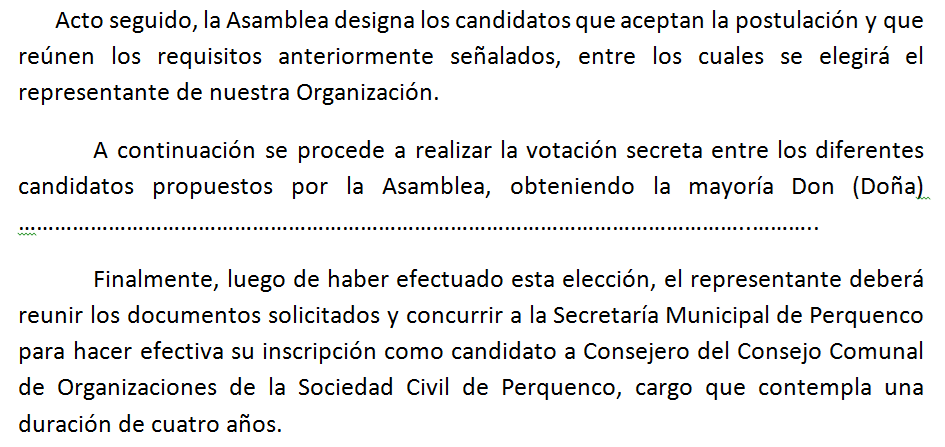 Acto seguido, la Asamblea designa los candidatos que aceptan la postulación y que
reúnen los requisitos anteriormente señalados, entre los cuales se elegirá el
representante de nuestra Organización.
A continuación se procede a realizar la votación secreta entre los diferentes
candidatos propuestos por la Asamblea, obteniendo la mayoría Don (Doña)
……………………………………………………………………………………………………………..………..
Finalmente, luego de haber efectuado esta elección, el representante deberá
reunir los documentos solicitados y concurrir a la Secretaría Municipal de Perquenco
para hacer efectiva su inscripción como candidato a Consejero del Consejo Comunal
de Organizaciones de la Sociedad Civil de Perquenco, cargo que contempla una
duración de cuatro años.